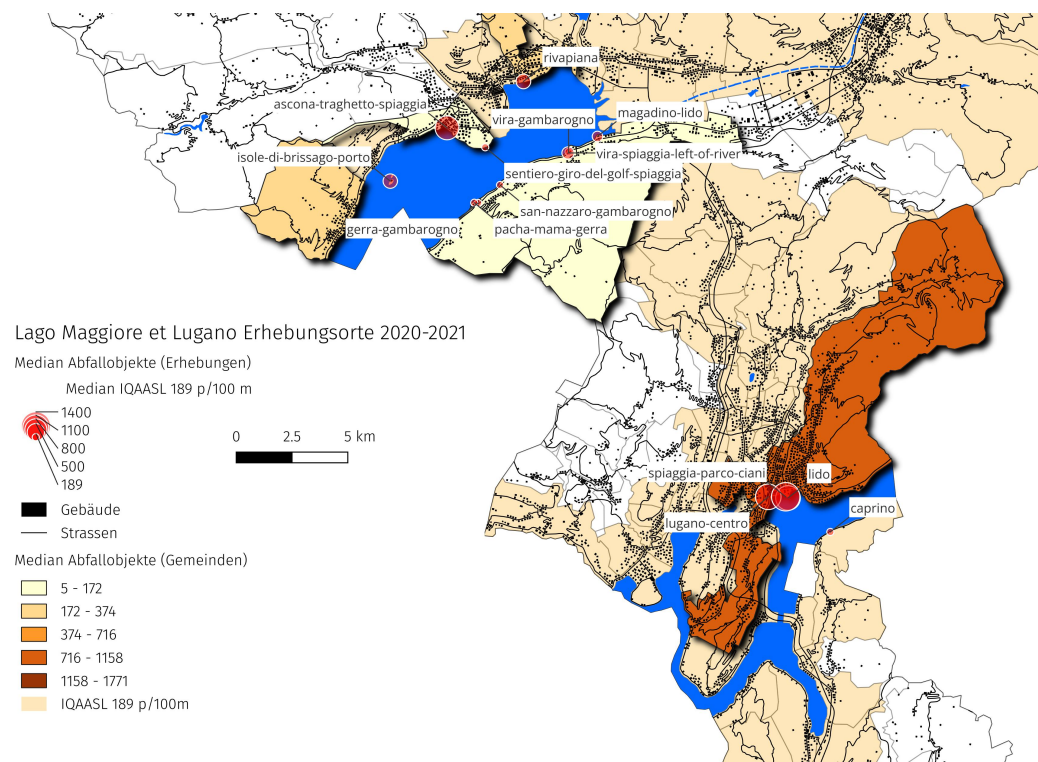 rivapiana
ascona-traghetto-spiaggia
vira-gambarogno
magadino-lido
isole-di-brissago-porto
vira-spiaggia-left-of-river
sentiero-giro-del-golf-spiaggia
san-nazzaro-gambarogno
gerra-gambarogno
pacha-mama-gerra
Lago Maggiore et Lugano Erhebungsorte 2020-2021
Median Abfallobjekte (Erhebungen)
Median IQAASL 189 p/100 m
1400
1100
800
500
189
0 2.5 5 km
Gebäude
Strassen
Median Abfallobjekte (Gemeinden)
5 - 172
172 - 374
374 - 716
716 - 1158
1158 - 1771
IQAASL 189 p/100m
spiaggia-parco-ciani
lido
lugano-centro
caprino